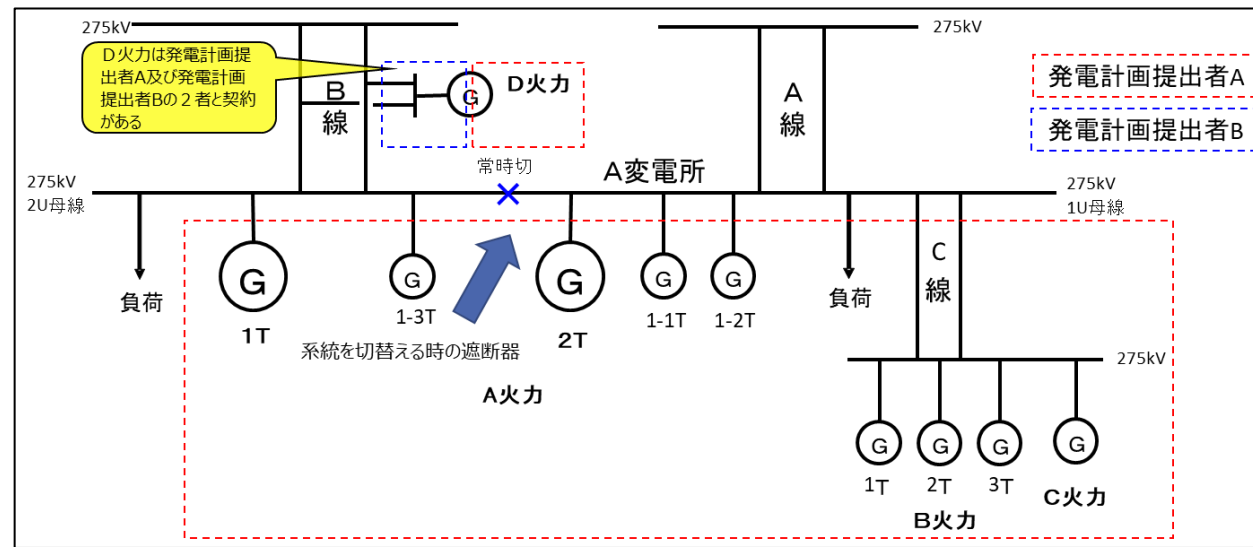 275kV
275kV
D火力は発電計画提
出者A及び発電計画
提出者Bの2者と契約
がある
B
線
G
D火力
A
線
発電計画提出者A
発電計画提出者B
常時切
A変電所
275kV
2U母線
275kV
1U母線
負荷
G
1T
G
1-3T
G
2T
G
1-1T
G
1-2T
負荷
C
線
系統を切替える時の遮断器
A火力
275kV
G
1T
G
2T
G
3T
G
C火力
B火力